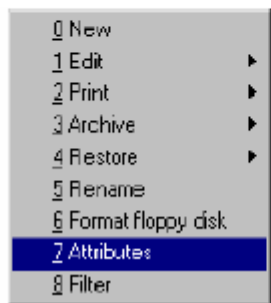 0 New
1 Edit
2 Print
3 Archive
4 Restore
5 Rename
6 Format floppy disk
7 Attributes
8 Filter